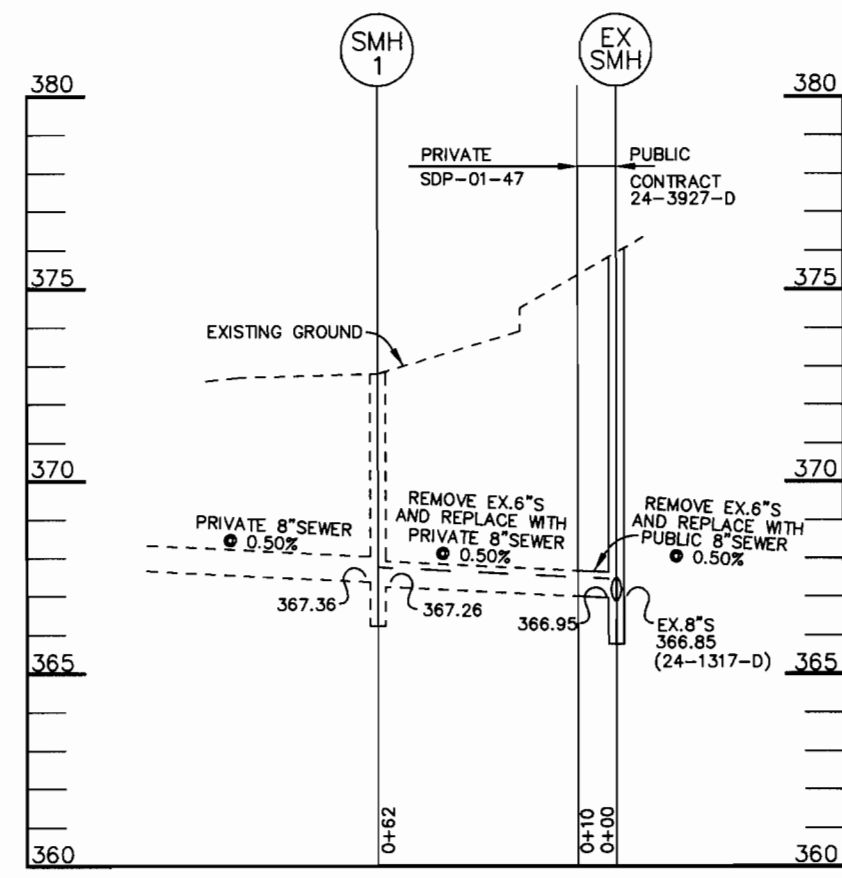 SMH
1
EX
SMH
380
380
PRIVATE
SDP-01-47
PUBLIC
CONTRACT
24-3927-D
375
375
EXISTING GROUND
370
370
PRIVATE 8"SEWER
@ 0.50%
REMOVE EX.6"S
AND REPLACE WITH
PRIVATE 8"SEWER
@ 0.50%
REMOVE EX.6"S
AND REPLACE WITH
PUBLIC 8"SEWER
@ 0.50%
367.36
367.26
366.95
EX.8"S
366.85
(24-1317-D)
365
365
0+62
0+10
0+00
360
360